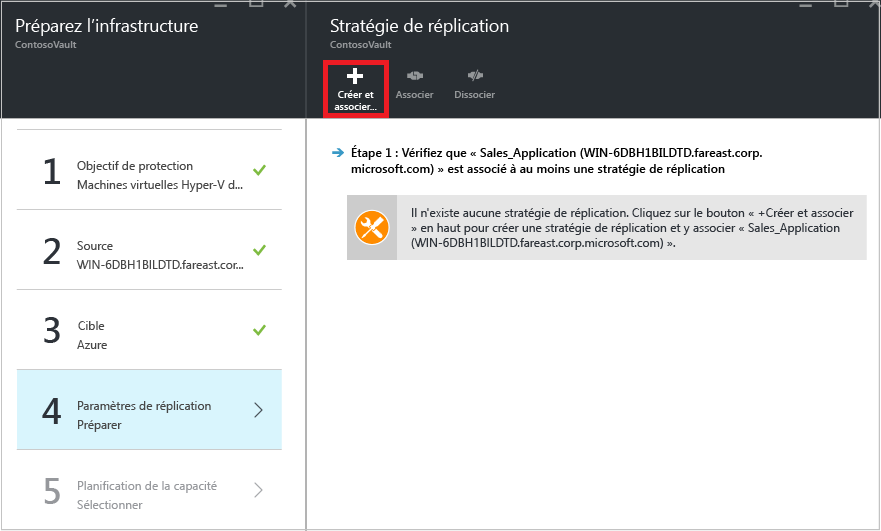 Préparez l'infrastructure
ContosoVault
1
Objectif de protection
Machines virtuelles Hyper-V d...
2
Source
WIN-6DBH1BILDTD.fareast.cor...
3
Cible
Azure
4
Paramètres de réplication
Préparer
5
Planification de la capacité
Sélectionner
Stratégie de réplication
ContosoVault
Créer et
associer...
Associer
Dissocier
Étape 1 : Vérifiez que « Sales_Application (WIN-6DBH1BILDTD.fareast.corp.
microsoft.com) » est associé à au moins une stratégie de réplication
Il n'existe aucune stratégie de réplication. Cliquez sur le bouton « +Créer et associer
» en haut pour créer une stratégie de réplication et y associer « Sales_Application
(WIN-6DBH1BILDTD.fareast.corp.microsoft.com) ».